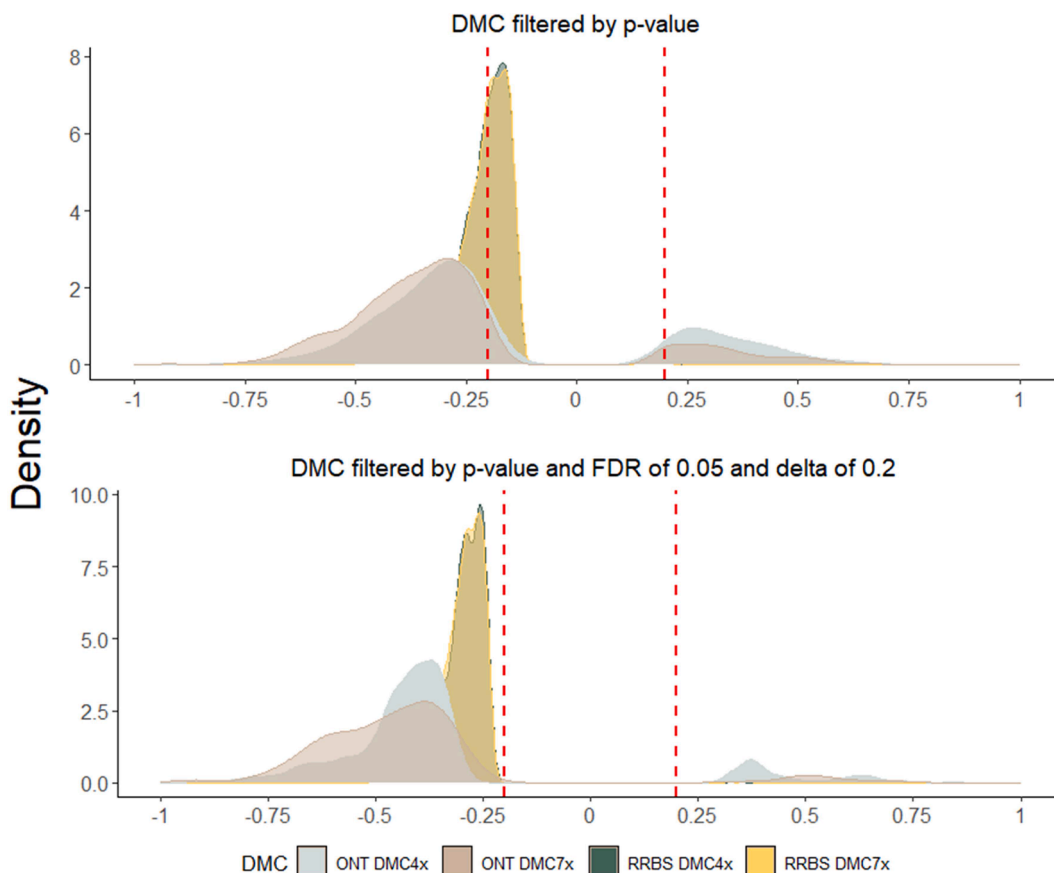 DMC filtered by p-value
8
6
4
2
0
-1 -0.75 -0.5 -0.25 0 0.25 0.5 0.75 1
Density
DMC filtered by p-value and FDR of 0.05 and delta of 0.2
10.0
7.5
5.0
2.5
0.0
-1 -0.75 -0.5 -0.25 0 0.25 0.5 0.75 1
DMC ONT DMC4x ONT DMC7x RRBS DMC4x RRBS DMC7x